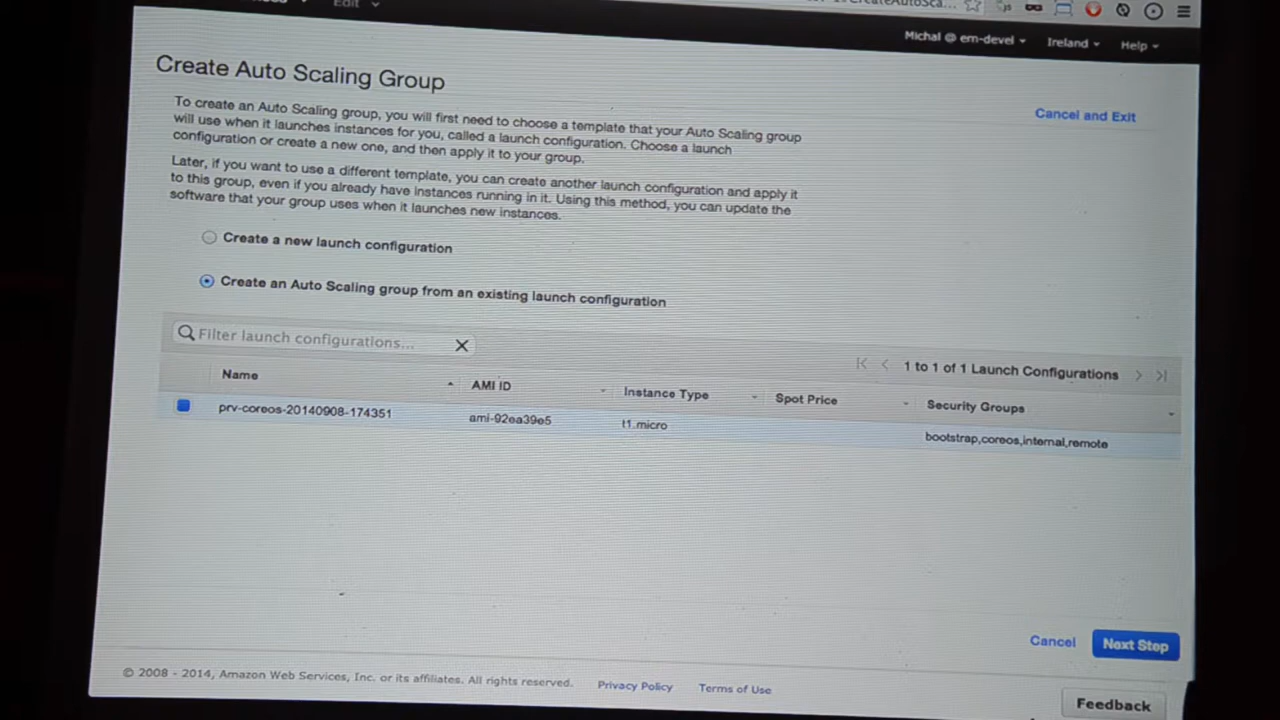 Edit
Michal @ em-devel
Ireland
Help
Create Auto Scaling Group
Cancel and Exit
To create an Auto Scaling group, you will first need to choose a template that your Auto Scaling group
will use when it launches instances for you, called a launch configuration. Choose a launch
configuration or create a new one, and then apply it to your group.
Later, if you want to use a different template, you can create another launch configuration and apply it
to this group, even if you already have instances running in it. Using this method, you can update the
software that your group uses when it launches new instances.
Create a new launch configuration
Create an Auto Scaling group from an existing launch configuration
Filter launch configurations...
1 to 1 of 1 Launch Configurations
Name AMI ID Instance Type Spot Price Security Groups
prv-coreos-20140908-174351 ami-92ea39e5 t1.micro bootstrap,coreos,internal,remote
Cancel Next Step
© 2008 - 2014, Amazon Web Services, Inc. or its affiliates. All rights reserved. Privacy Policy Terms of Use
Feedback